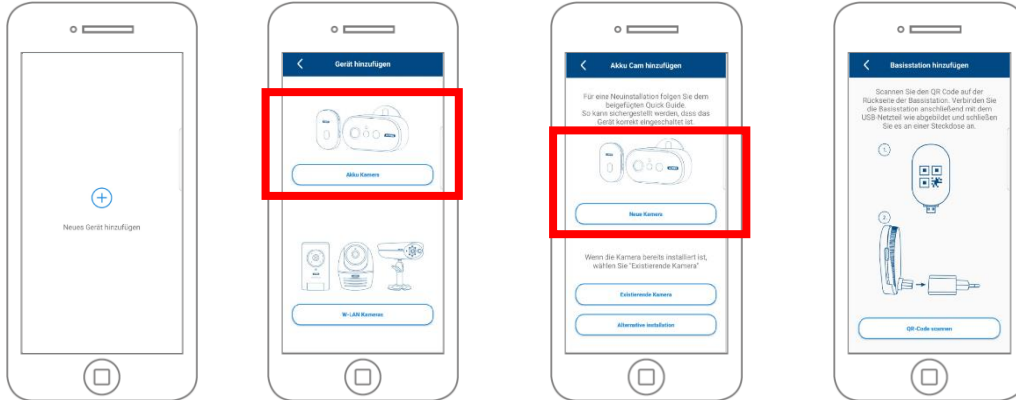 Neues Gerät hinzufügen
Gerät hinzufügen
Akku Kamera
W-LAN Kameras
Akku Cam hinzufügen
Für eine Neuinstallation folgen Sie dem
beigefügten Quick Guide.
So kann sichergestellt werden, dass das
Gerät korrekt eingeschaltet ist.
Neue Kamera
Wenn die Kamera bereits installiert ist,
wählen Sie "Existierende Kamera"
Existierende Kamera
Alternative installation
Basisstation hinzufügen
Scannen Sie den QR Code auf der
Rückseite der Basisstation. Verbinden Sie
die Basisstation anschließend mit dem
USB-Netzteil wie abgebildet und schließen
Sie es an einer Steckdose an.
1.
2.
QR-Code scannen